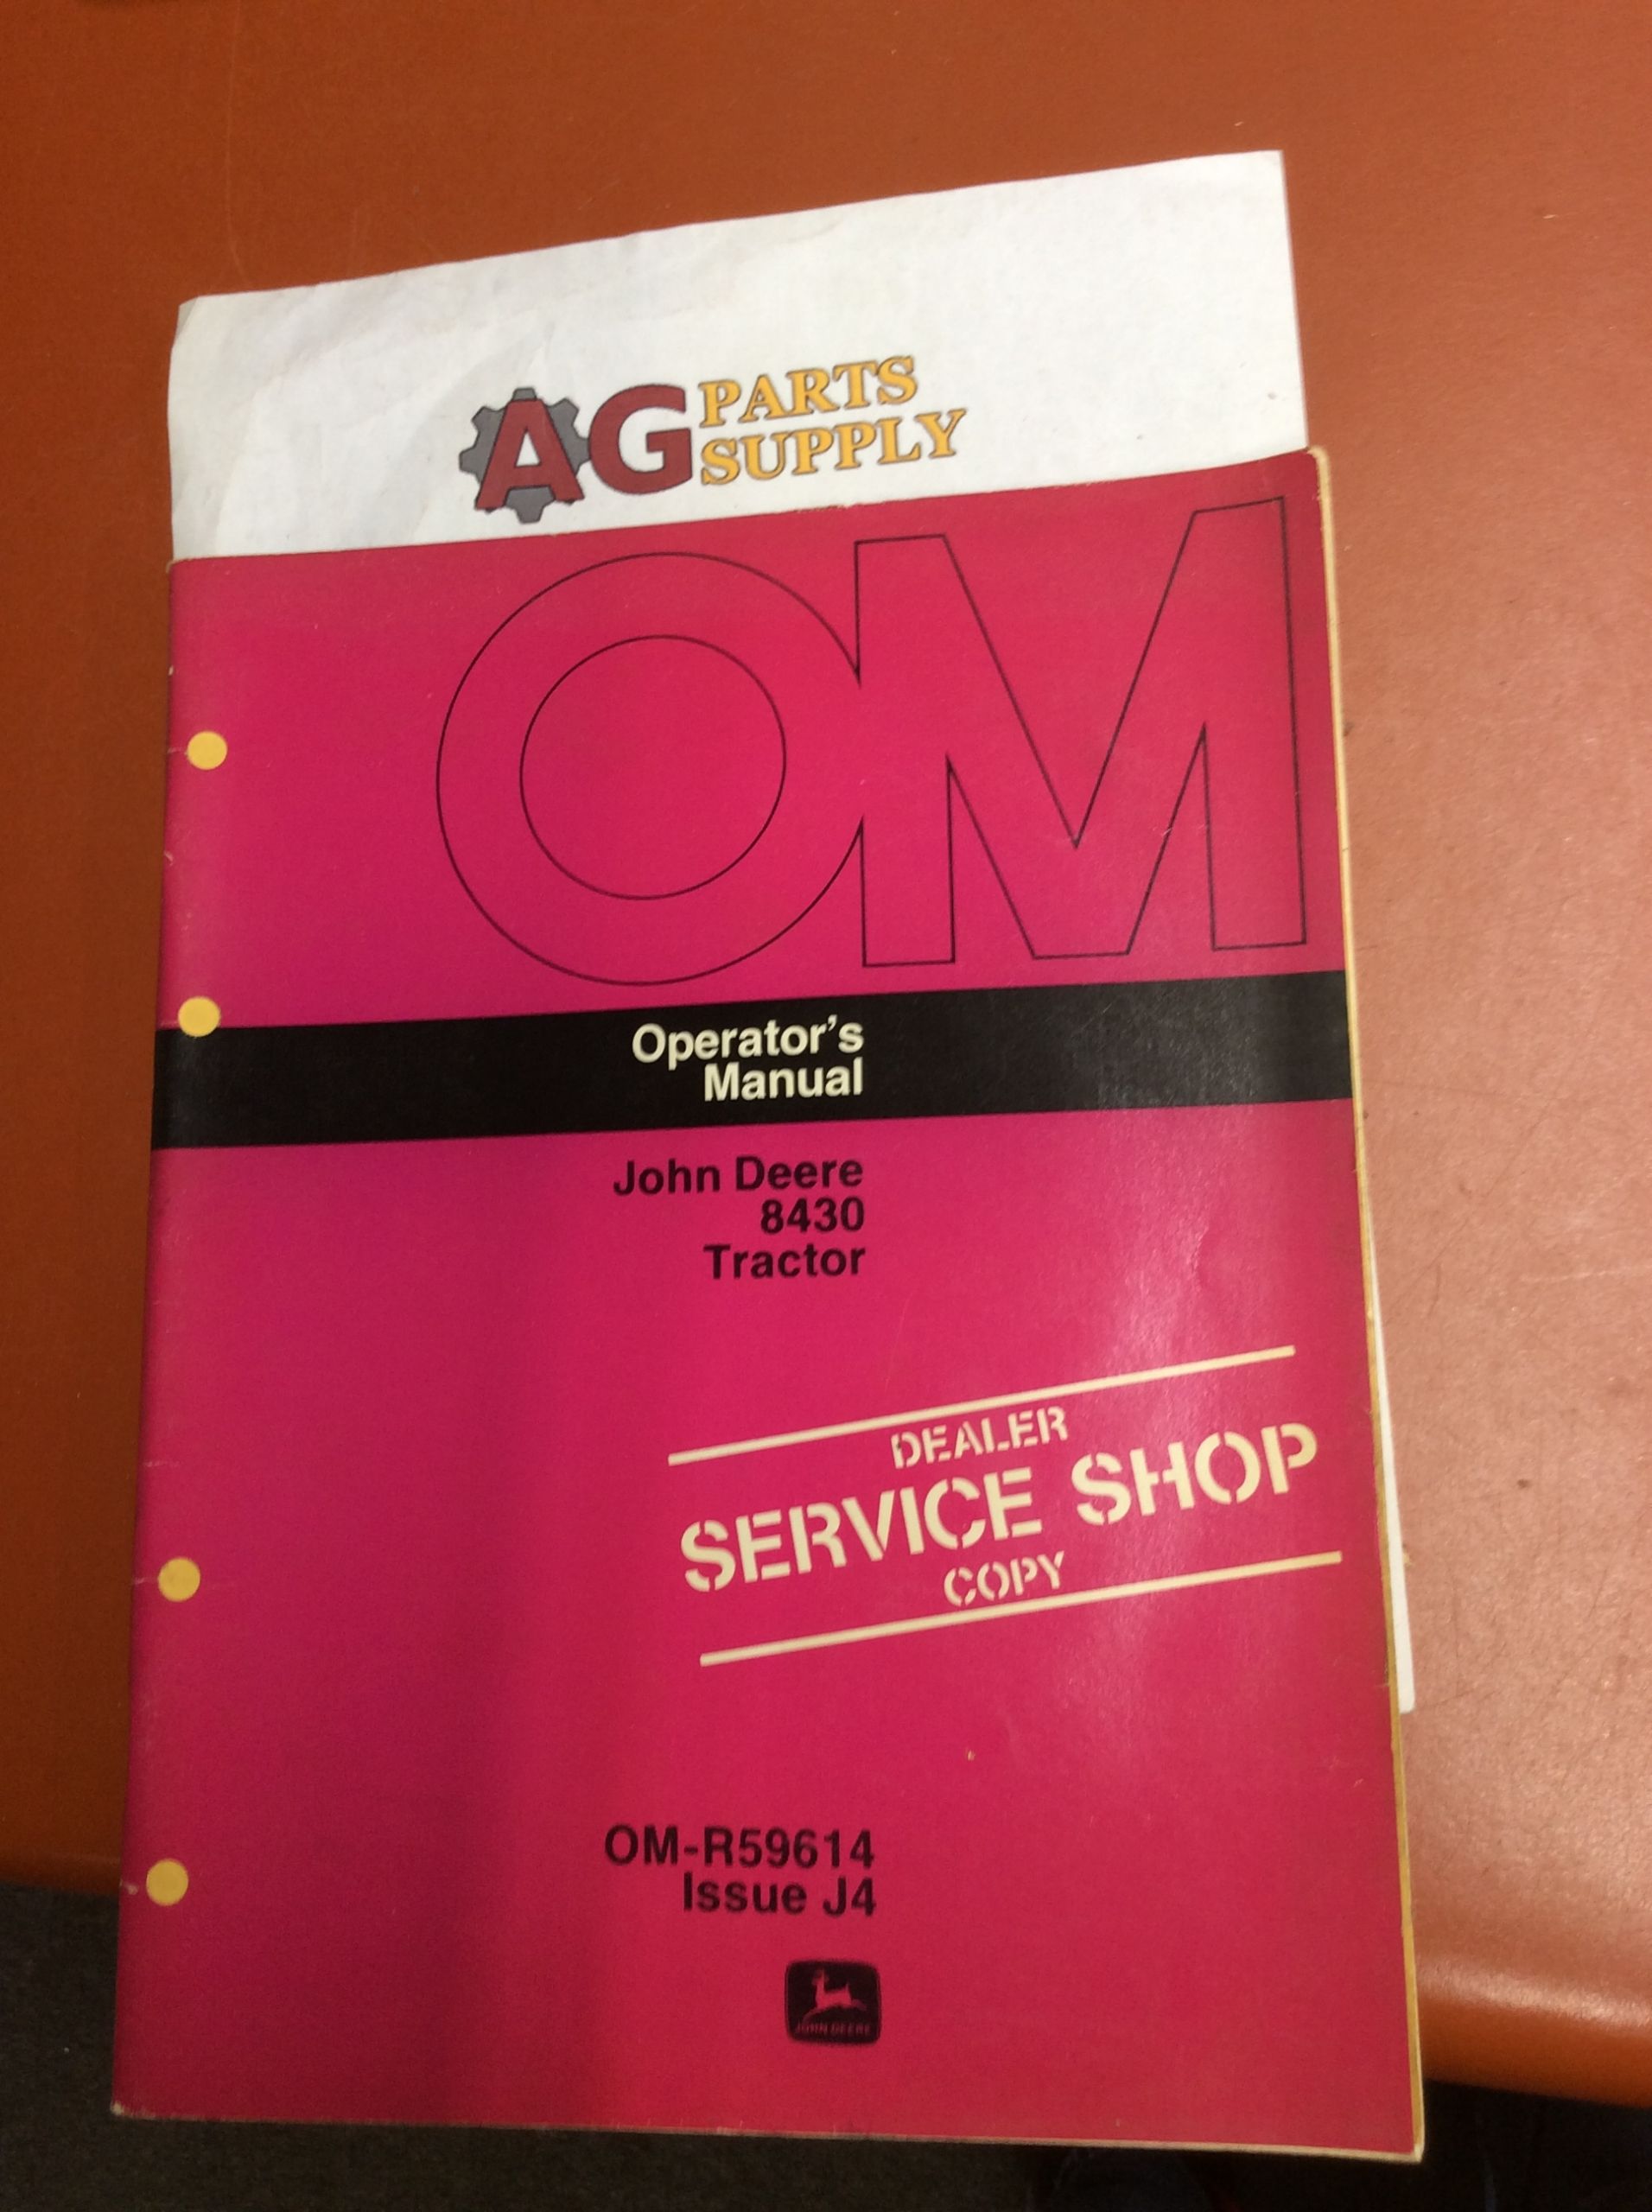 AG PARTS
SUPPLY
OM
Operator's
Manual
John Deere
8430
Tractor
DEALER
SERVICE SHOP
COPY
OM-R59614
Issue J4
JOHN DEERE